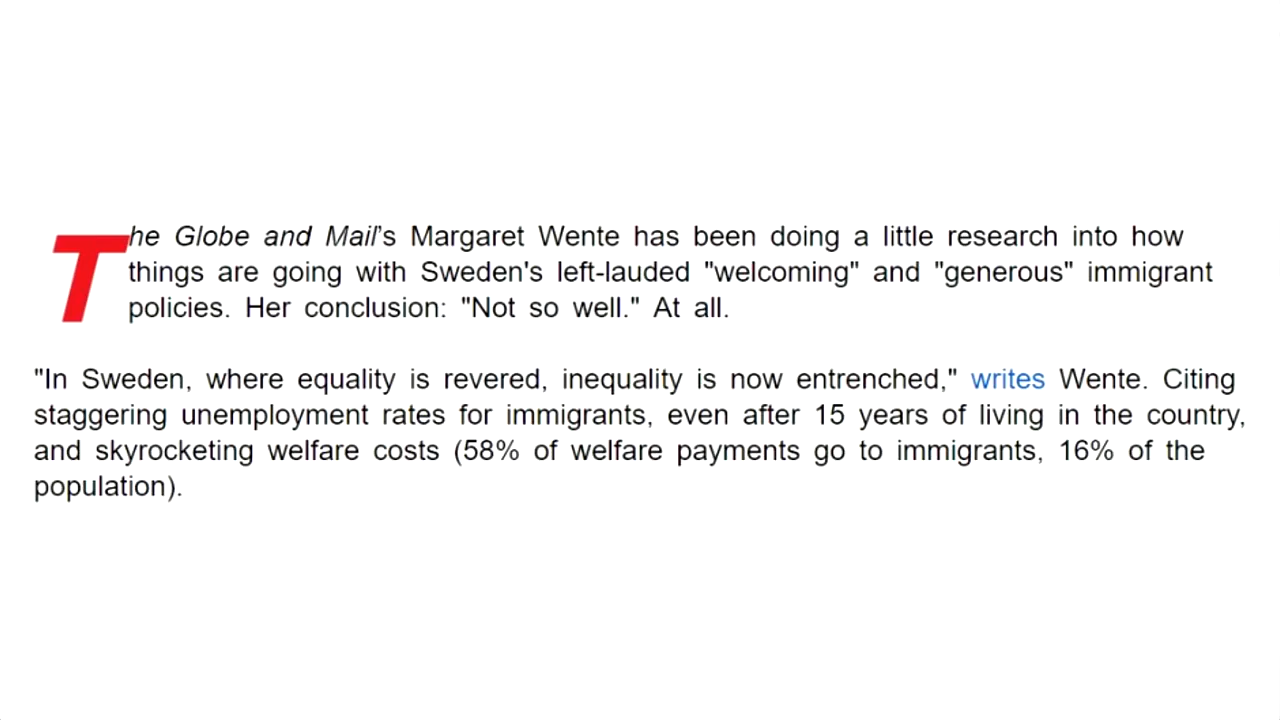 The Globe and Mail's Margaret Wente has been doing a little research into how
things are going with Sweden's left-lauded "welcoming" and "generous" immigrant
policies. Her conclusion: "Not so well." At all.
"In Sweden, where equality is revered, inequality is now entrenched," writes Wente. Citing
staggering unemployment rates for immigrants, even after 15 years of living in the country,
and skyrocketing welfare costs (58% of welfare payments go to immigrants, 16% of the
population).